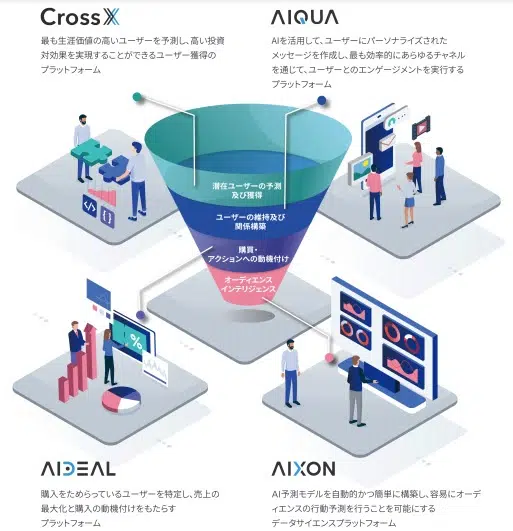 CrossX
最も生涯価値の高いユーザーを予測し、高い投資
対効果を実現することができるユーザー獲得の
プラットフォーム
AIQUA
AIを活用して、ユーザーにパーソナライズされた
メッセージを作成し、最も効率的にあらゆるチャネル
を通じて、ユーザーとのエンゲージメントを実行する
プラットフォーム
潜在ユーザーの予測
及び獲得
ユーザーの維持及び
関係構築
購買・
アクションへの動機付け
オーディエンス
インテリジェンス
</>
{}
%
AIDEAL
購入をためらっているユーザーを特定し、売上の
最大化と購入の動機付けをもたらす
プラットフォーム
AIXON
AI予測モデルを自動的かつ簡単に構築し、容易にオーデ
ィエンスの行動予測を行うことを可能にする
データサイエンスプラットフォーム